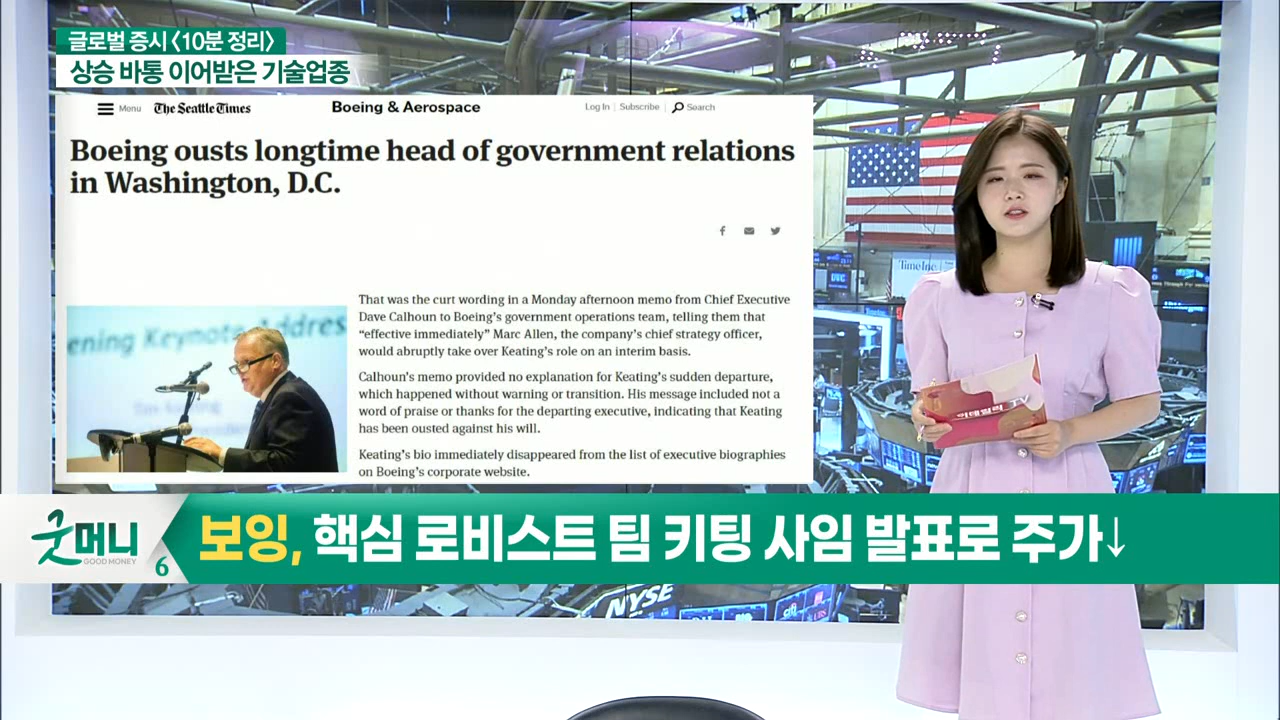 글로벌 증시 <10분 정리>
상승 바통 이어받은 기술업종
Menu The Seattle Times Boeing & Aerospace Log In Subscribe Search
Boeing ousts longtime head of government relations
in Washington, D.C.
ening Keynote Addres
That was the curt wording in a Monday afternoon memo from Chief Executive
Dave Calhoun to Boeing's government operations team, telling them that
“effective immediately” Marc Allen, the company's chief strategy officer,
would abruptly take over Keating's role on an interim basis.
Calhoun's memo provided no explanation for Keating's sudden departure,
which happened without warning or transition. His message included not a
word of praise or thanks for the departing executive, indicating that Keating
has been ousted against his will.
Keating's bio immediately disappeared from the list of executive biographies
on Boeing's corporate website.
Time Inc.
굿머니
GOOD MONEY
6
보잉, 핵심 로비스트 팀 키팅 사임 발표로 주가↓
NYSE
citi
UBS